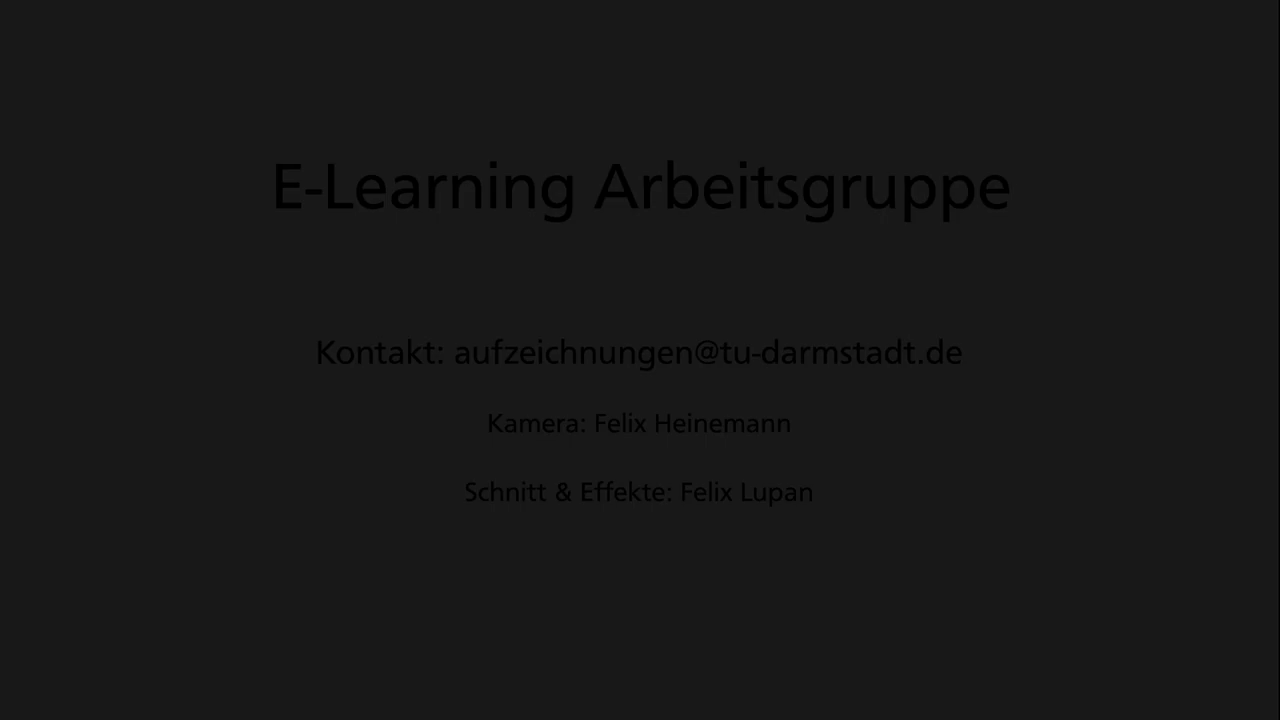 E-Learning Arbeitsgruppe
Kontakt: aufzeichnungen@tu-darmstadt.de
Kamera: Felix Heinemann
Schnitt & Effekte: Felix Lupan